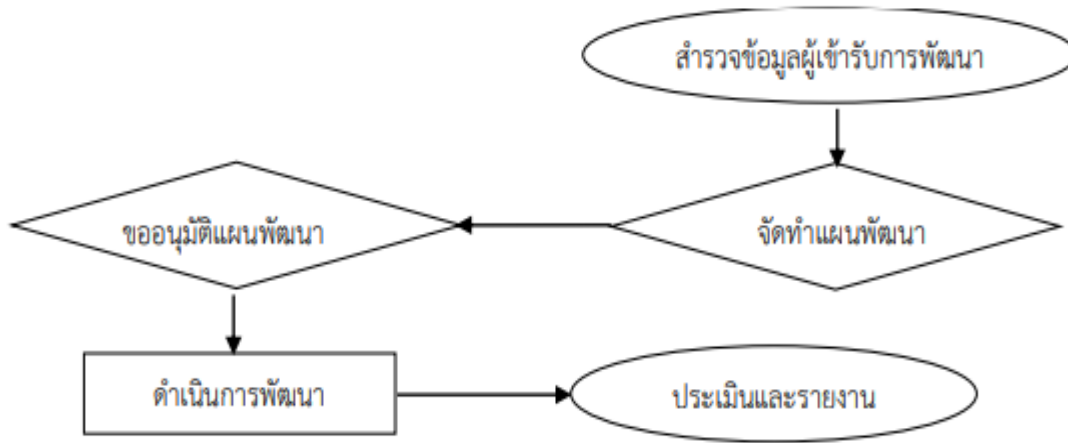 สำรวจข้อมูลผู้เข้ารับการพัฒนา
จัดทำแผนพัฒนา
ขออนุมัติแผนพัฒนา
ดำเนินการพัฒนา
ประเมินและรายงาน